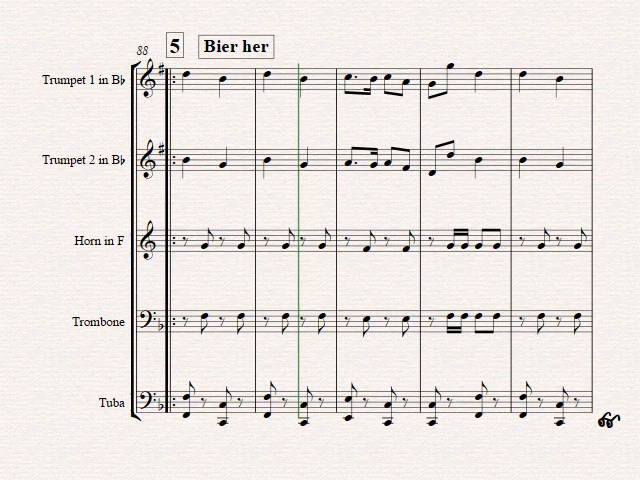 88
5 Bier her
Trumpet 1 in B♭
Trumpet 2 in B♭
Horn in F
Trombone
Tuba